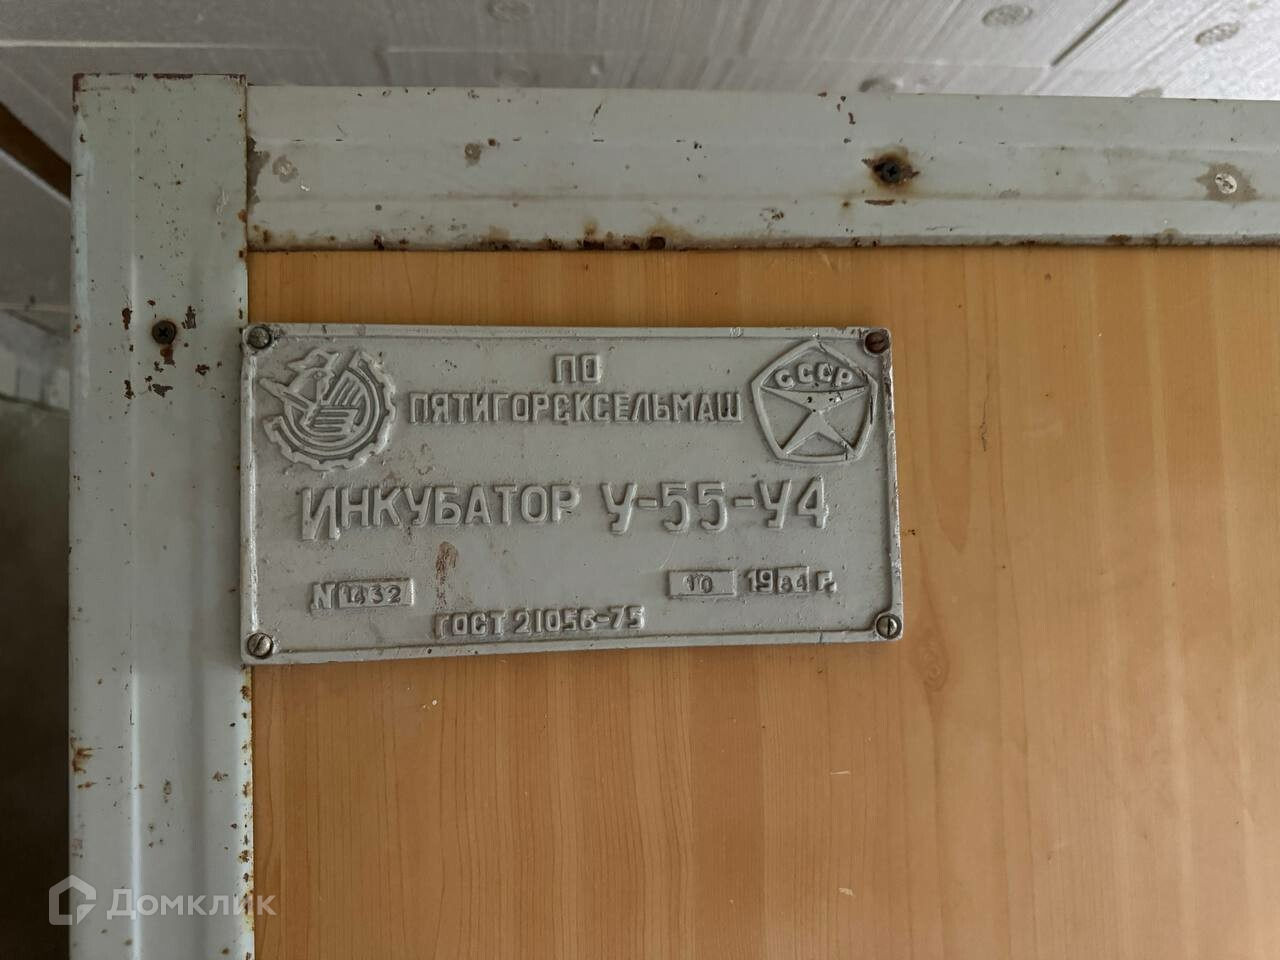 ПО
СССР
ПЯТИГОРСКСЕЛЬМАШ
ИНКУБАТОР У-55-У4
N 1432 10 1984 г.
ГОСТ 21056-75
Домклик